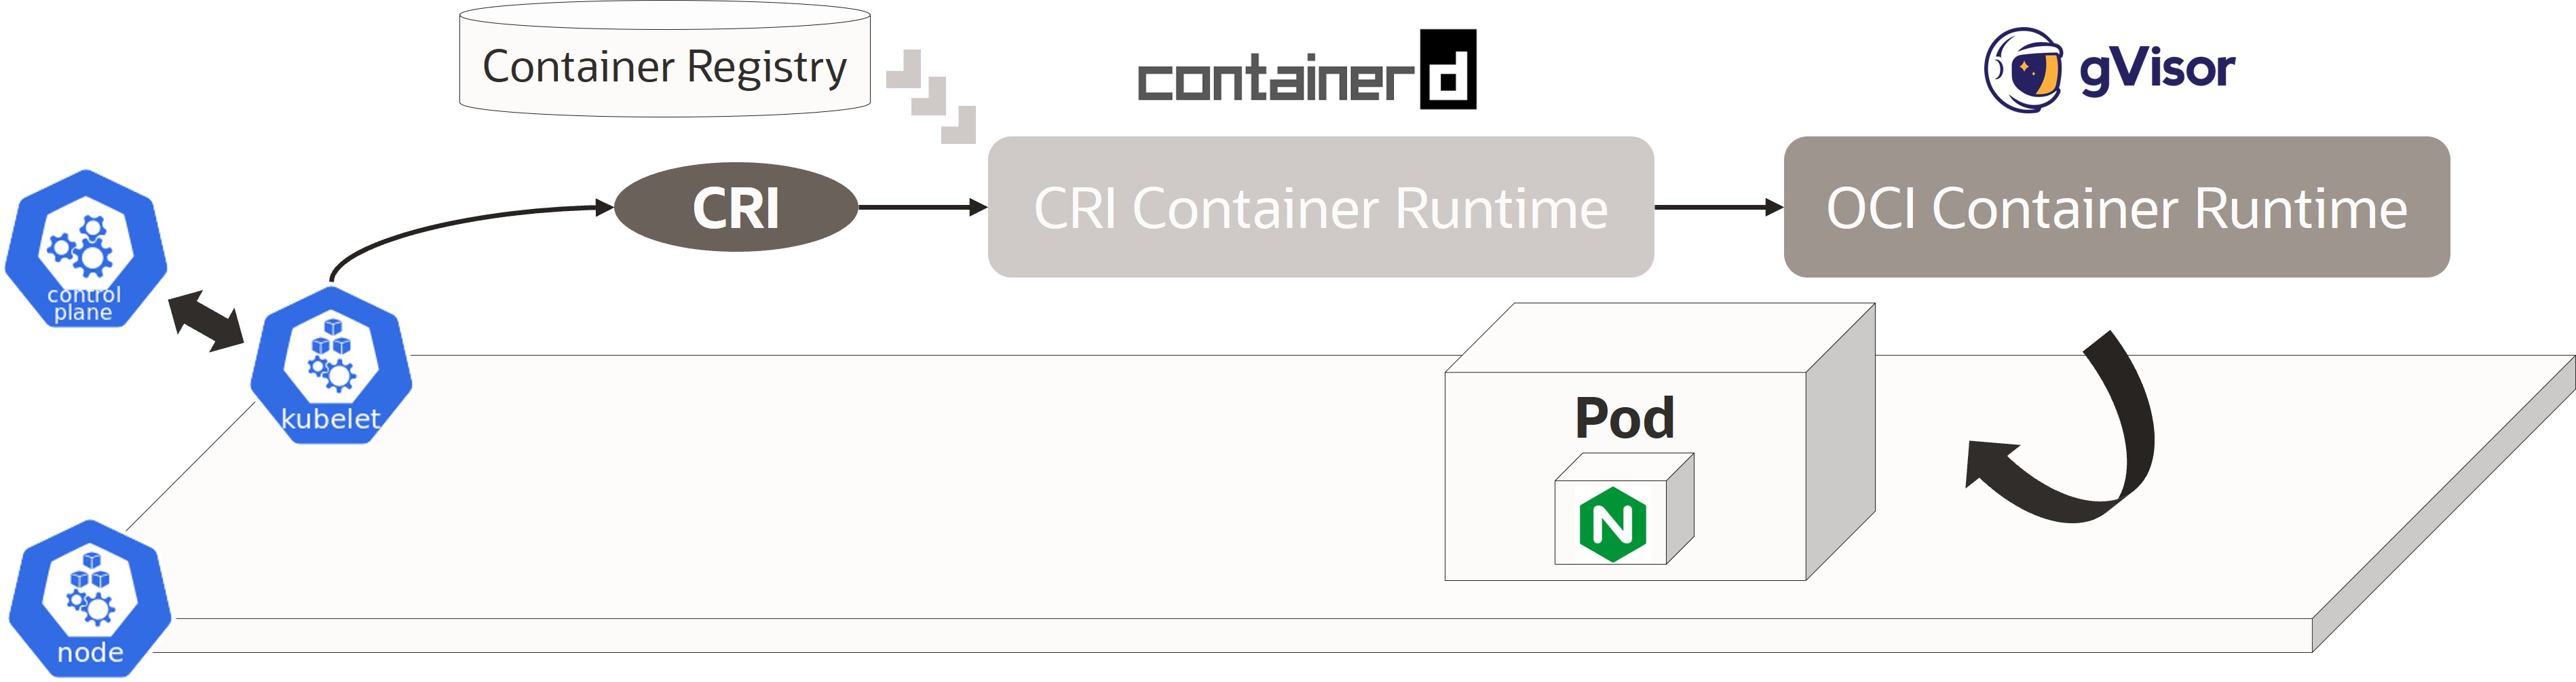 Container Registry
containerd
gVisor
CRI
CRI Container Runtime
OCI Container Runtime
control
plane
kubelet
Pod
N
node